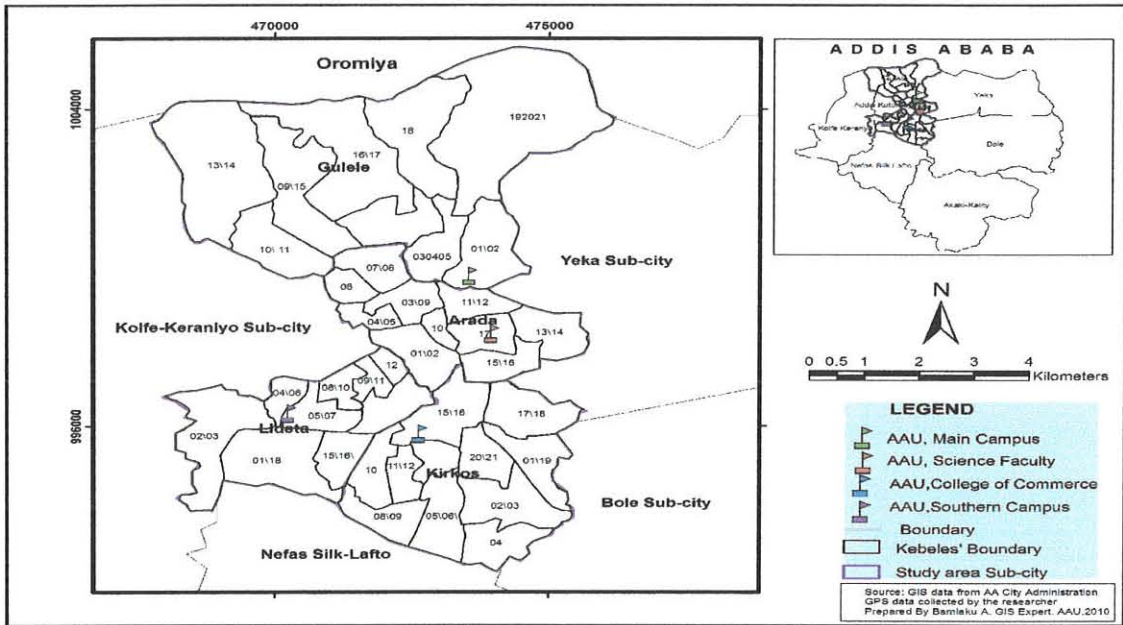 470000
475000
1004000
996000
Oromiya
192021
18
16\17
Gulele
13\14
09\15
10\ 11
030405
01\02
07\06
08
Yeka Sub-city
03\09
11\12
Kolfe-Keraniyo Sub-city
04\05
10
Arada
17
13\14
01\02
15\16
12
09\11
08\10
04\06
05\07
15\16
17\18
Lideta
02\03
01\18
15\16\
10
11\12
Kirkos
20\21
01\19
Bole Sub-city
02\03
08\09
05\06\
04
Nefas Silk-Lafto
ADDIS ABABA
Yeka
Kolfe Keraniy
Nefas Silk Lafto
Akaki-Kality
N
0 0.5 1 2 3 4
Kilometers
LEGEND
AAU, Main Campus
AAU, Science Faculty
AAU,College of Commerce
AAU,Southern Campus
Boundary
Kebeles' Boundary
Study area Sub-city
Source: GIS data from AA City Administration
GPS data collected by the researcher
Prepared By Bamlaku A. GIS Expert. AAU.2010